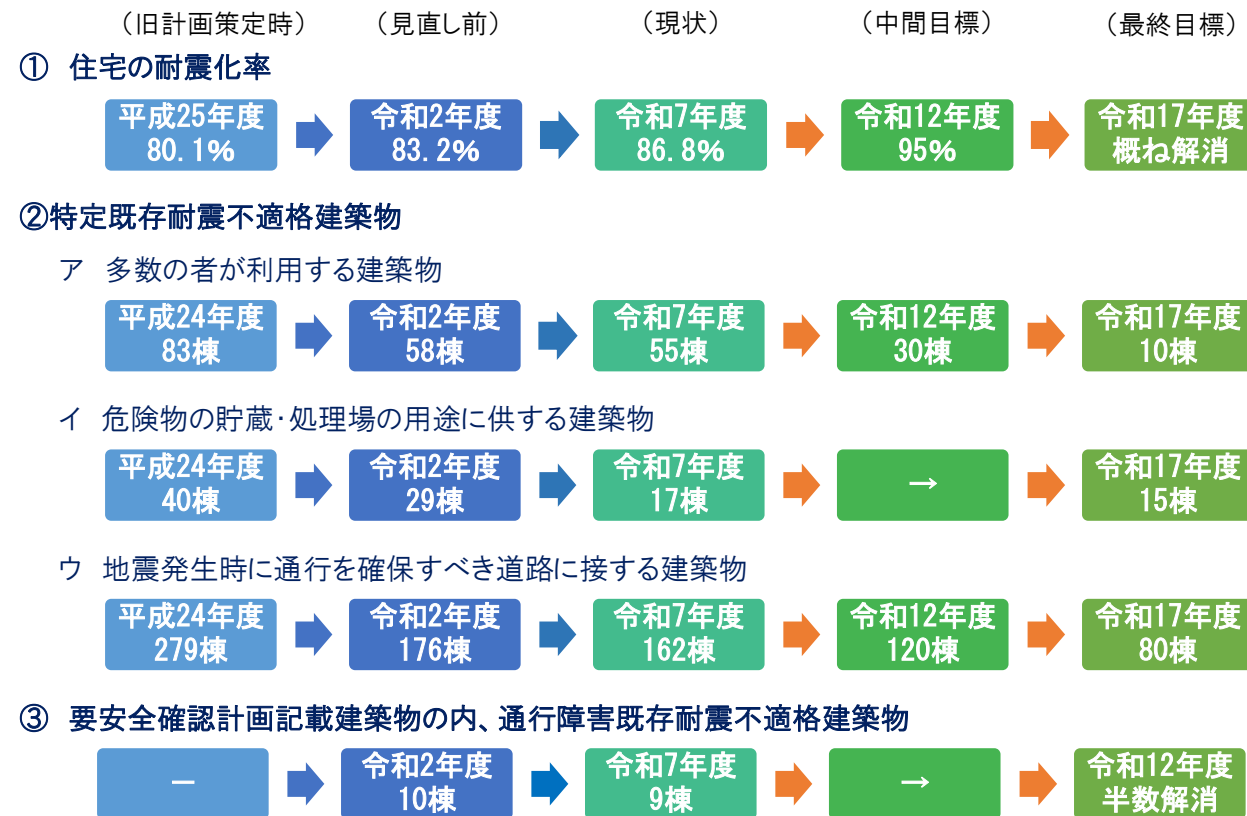 （旧計画策定時） （見直し前） （現状） （中間目標） （最終目標）
① 住宅の耐震化率
平成25年度 令和2年度 令和7年度 令和12年度 令和17年度
80.1% 83.2% 86.8% 95% 概ね解消
②特定既存耐震不適格建築物
ア 多数の者が利用する建築物
平成24年度 令和2年度 令和7年度 令和12年度 令和17年度
83棟 58棟 55棟 30棟 10棟
イ 危険物の貯蔵・処理場の用途に供する建築物
平成24年度 令和2年度 令和7年度 → 令和17年度
40棟 29棟 17棟 15棟
ウ 地震発生時に通行を確保すべき道路に接する建築物
平成24年度 令和2年度 令和7年度 令和12年度 令和17年度
279棟 176棟 162棟 120棟 80棟
③ 要安全確認計画記載建築物の内、通行障害既存耐震不適格建築物
－ 令和2年度 令和7年度 → 令和12年度
10棟 9棟 半数解消